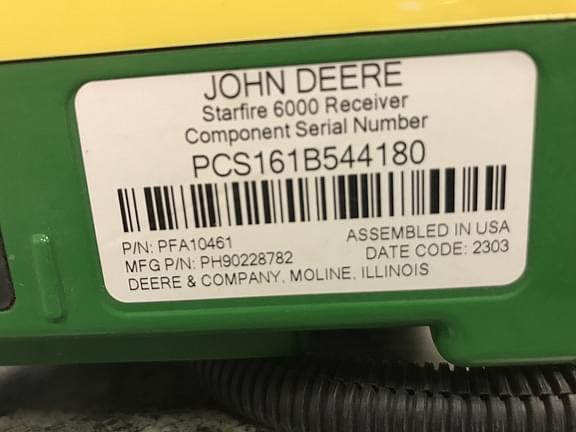 JOHN DEERE
Starfire 6000 Receiver
Component Serial Number
PCS161B544180
P/N: PFA10461
MFG P/N: PH90228782
ASSEMBLED IN USA
DATE CODE: 2303
DEERE & COMPANY, MOLINE, ILLINOIS